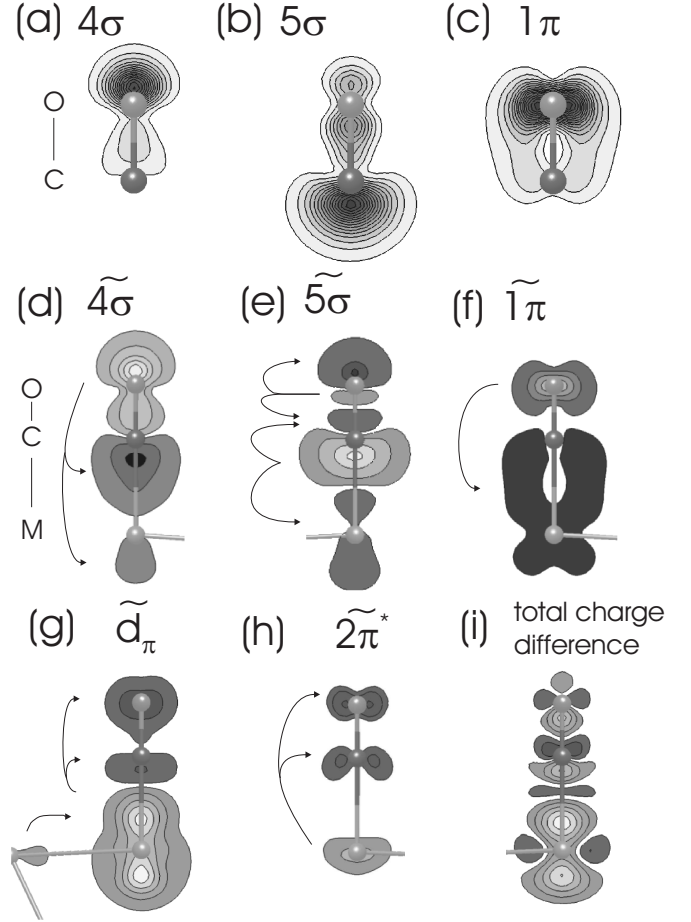 (a) 4σ
(b) 5σ
(c) 1π
O
C
(d) 4σ̃
(e) 5σ̃
(f) 1π̃
O
C
M
(g) d̃π
(h) 2π̃*
(i) total charge
difference